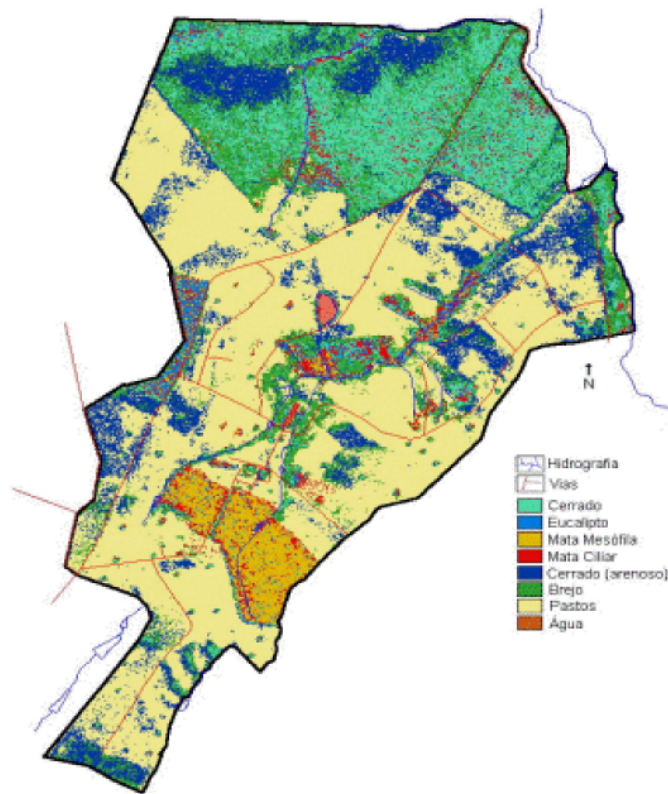 N
Hidrografia
Vias
Cerrado
Eucalipto
Mata Mesófila
Mata Ciliar
Cerrado (arenoso)
Brejo
Pastos
Água